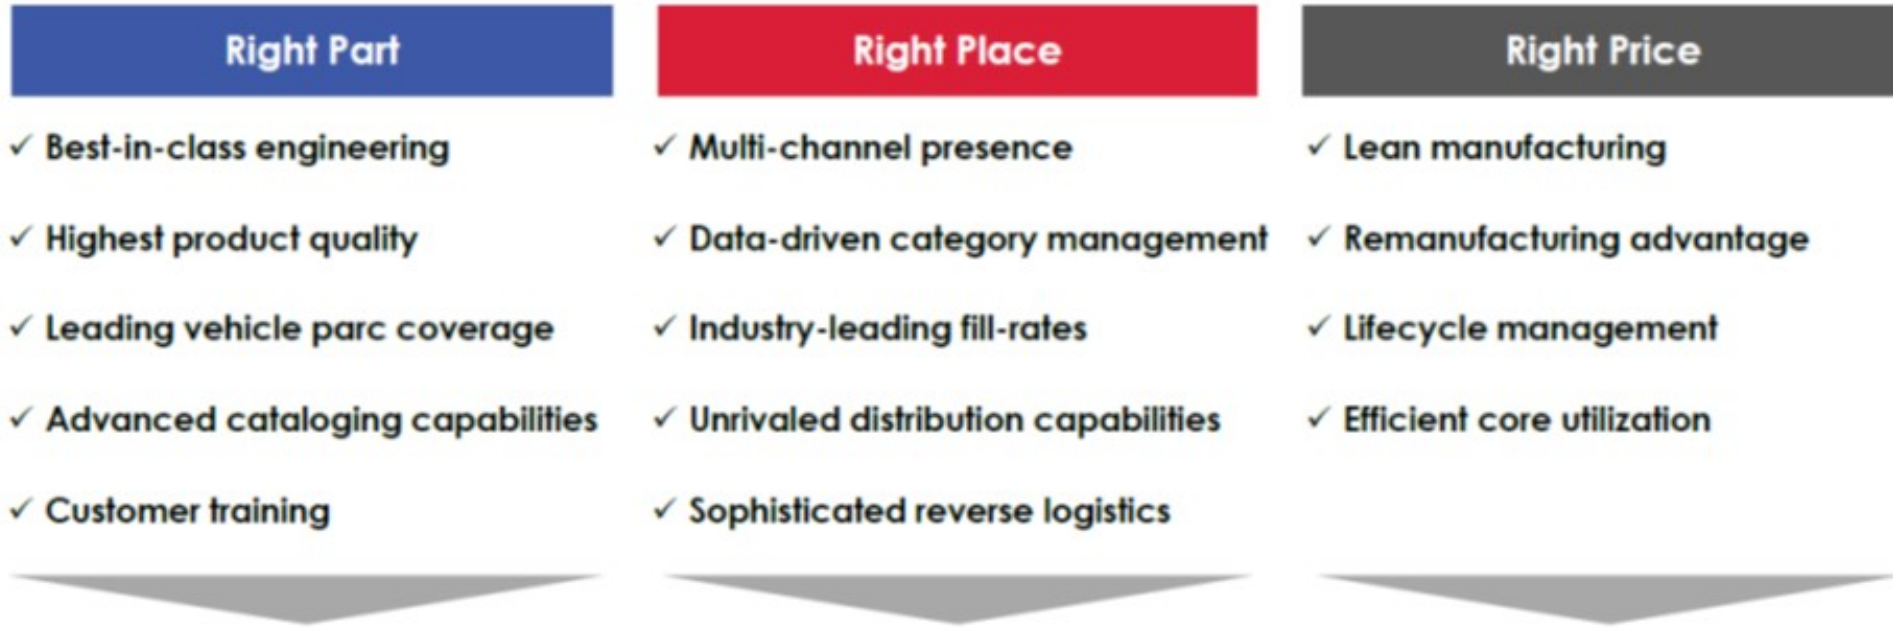 Right Part
✓ Best-in-class engineering
✓ Highest product quality
✓ Leading vehicle parc coverage
✓ Advanced cataloging capabilities
✓ Customer training
Right Place
✓ Multi-channel presence
✓ Data-driven category management
✓ Industry-leading fill-rates
✓ Unrivaled distribution capabilities
✓ Sophisticated reverse logistics
Right Price
✓ Lean manufacturing
✓ Remanufacturing advantage
✓ Lifecycle management
✓ Efficient core utilization